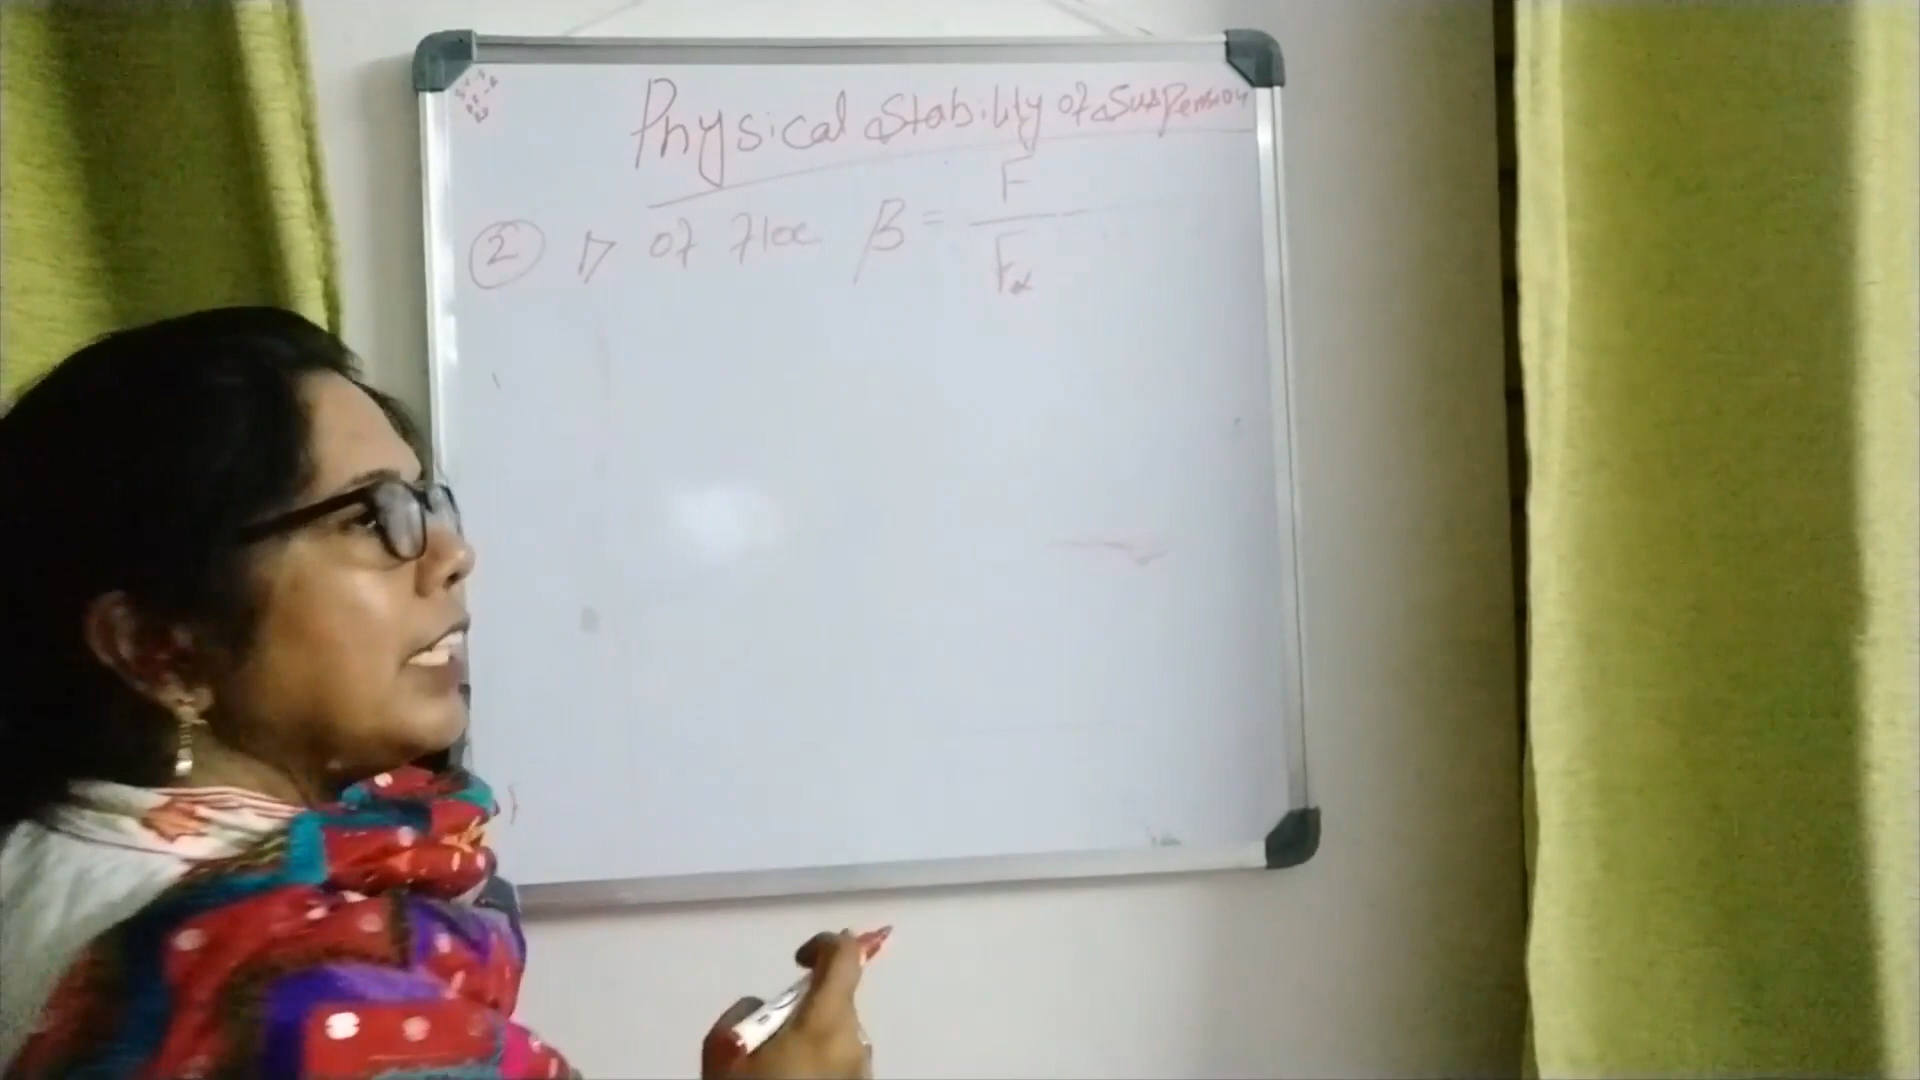 Physical Stability of Suspension
② D of floc β = F / Fα